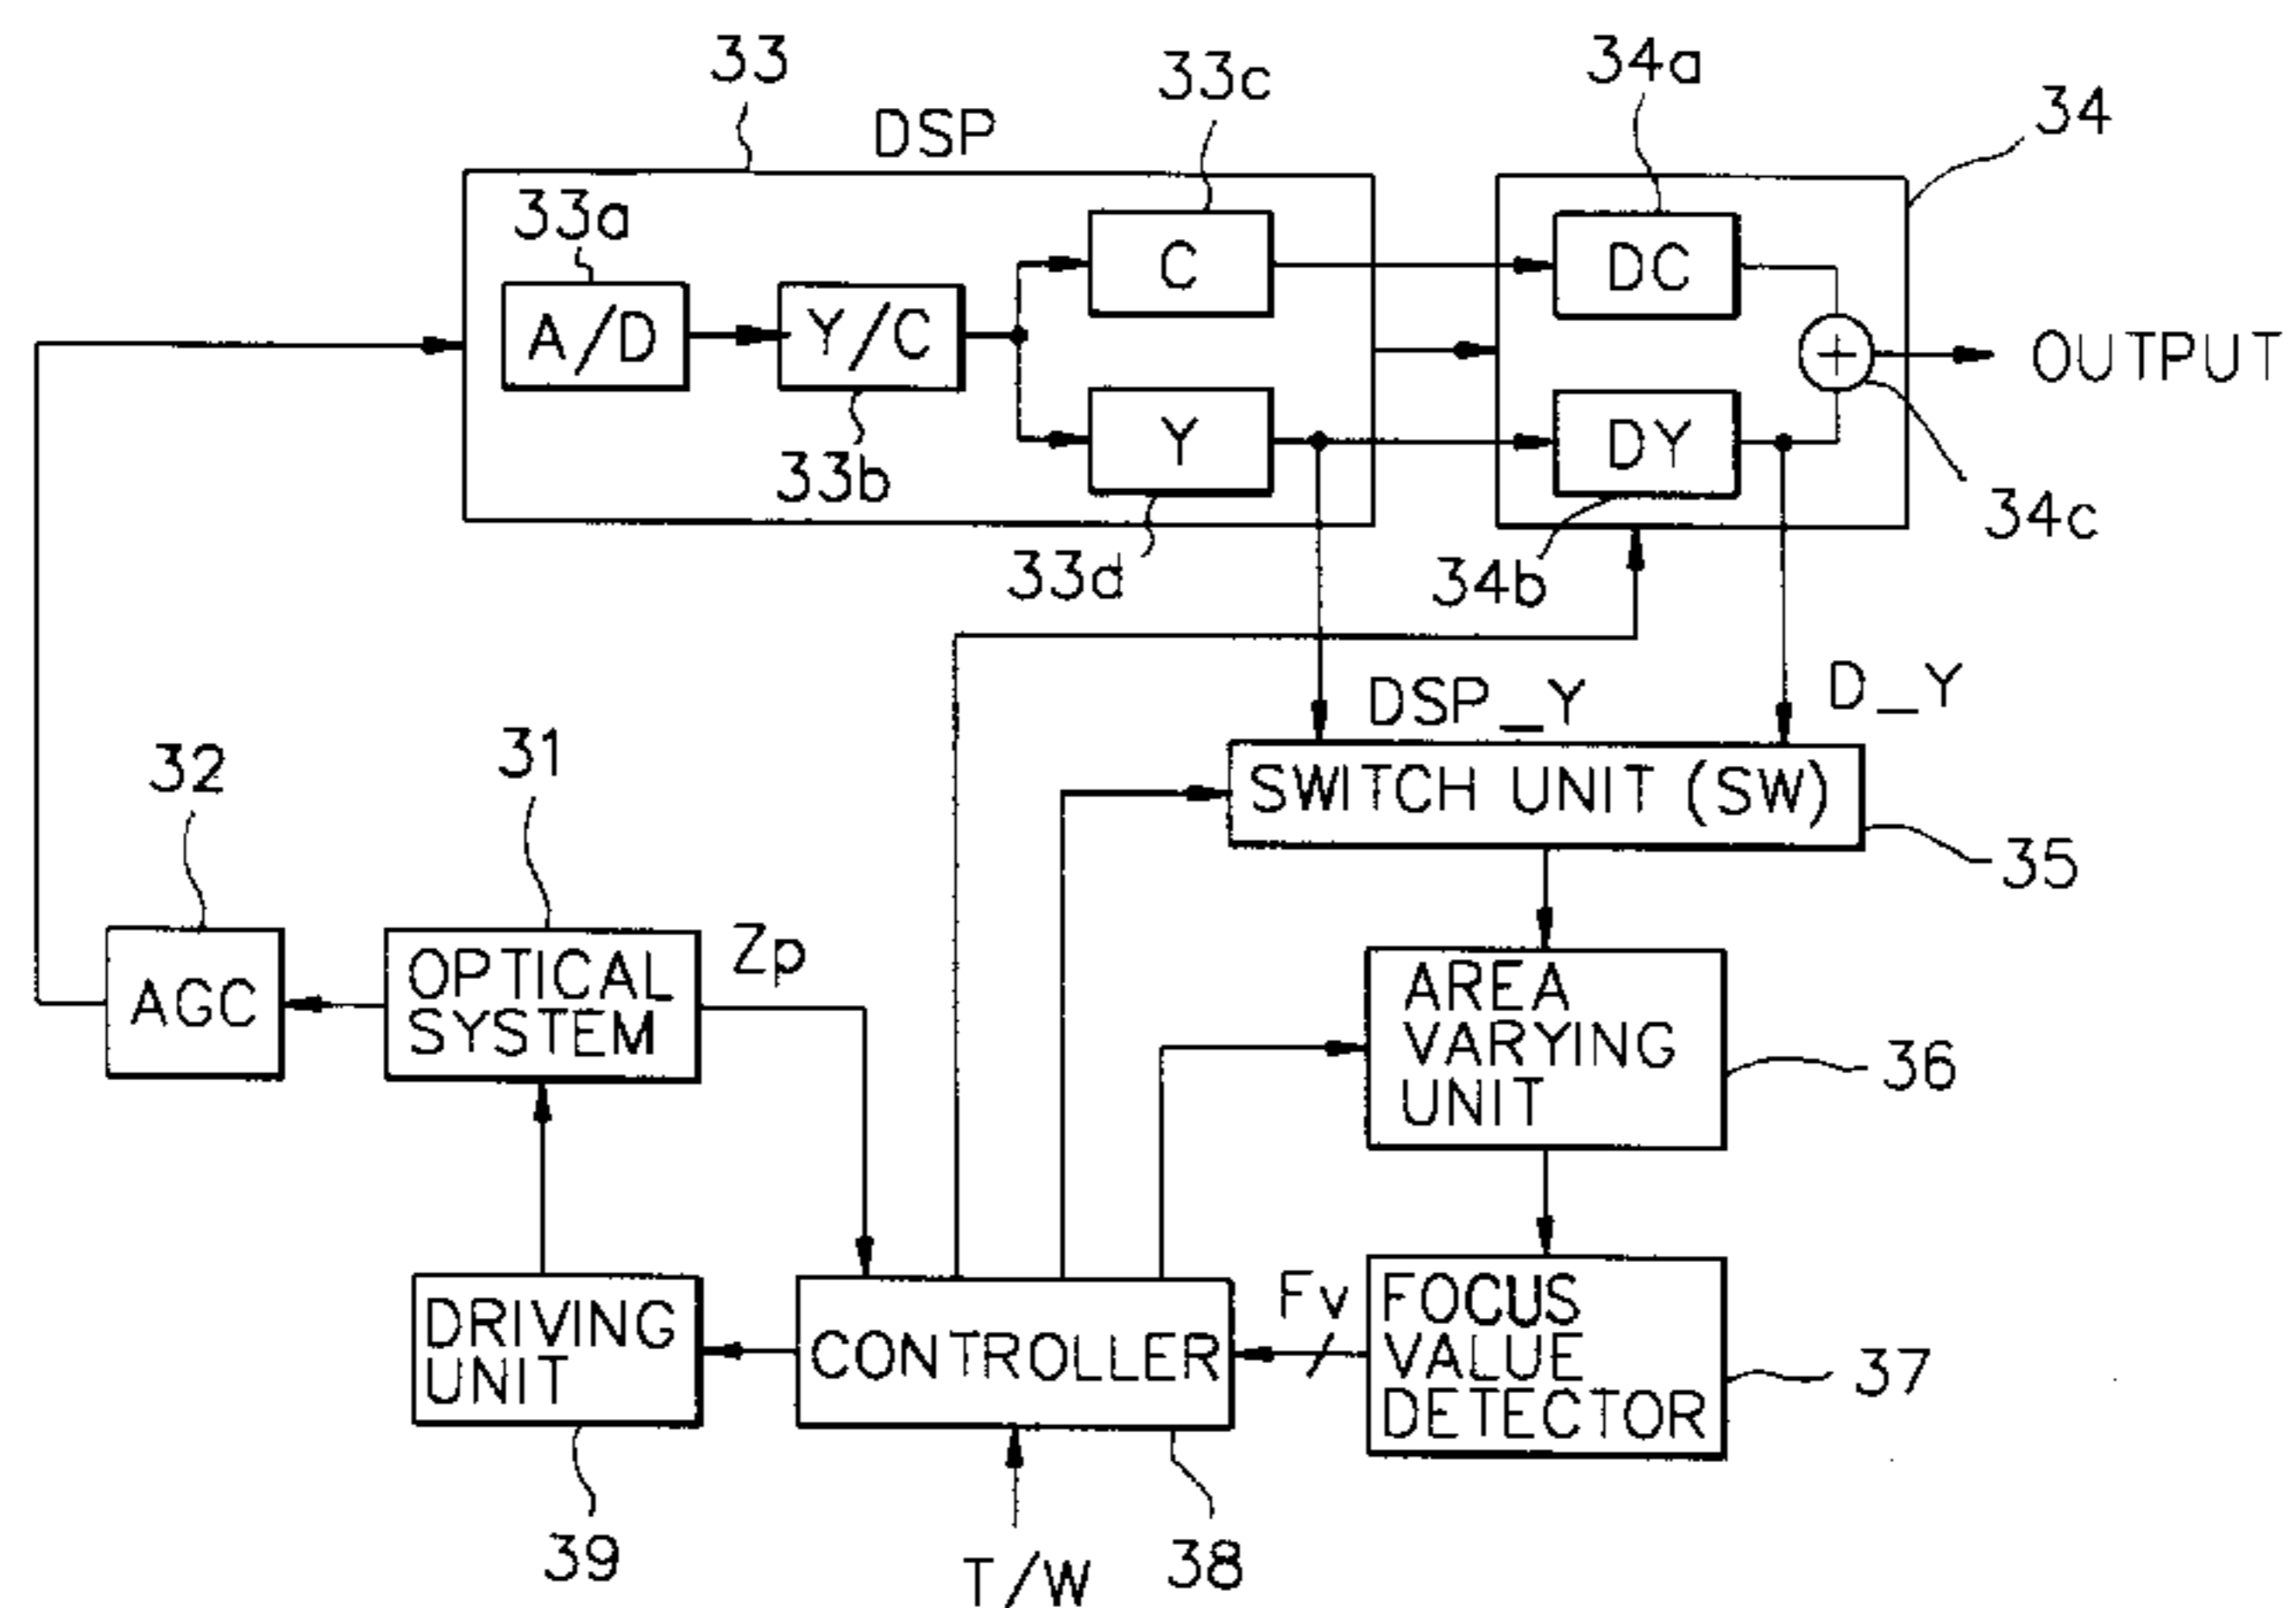 33
DSP
33c
34a
34
33a
A/D
Y/C
C
DC
OUTPUT
Y
DY
33b
33d
34b
34c
DSP_Y
D_Y
SWITCH UNIT (SW)
35
32
31
AGC
OPTICAL
SYSTEM
Zp
AREA
VARYING
UNIT
36
DRIVING
UNIT
CONTROLLER
Fv
FOCUS
VALUE
DETECTOR
37
39
T/W
38